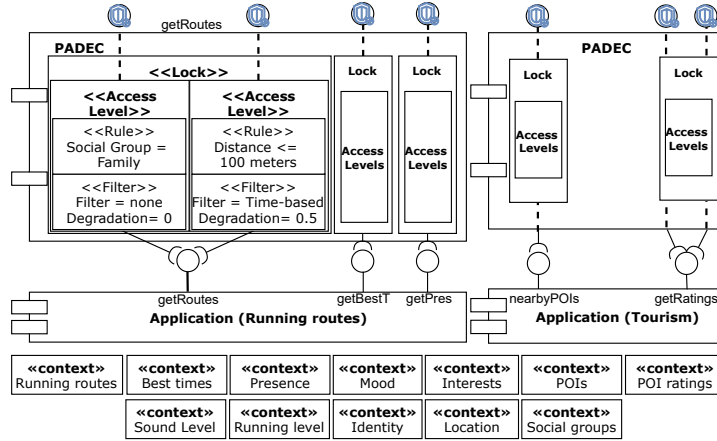 getRoutes
PADEC
<<Lock>>
<<Access
Level>>
<<Rule>>
Social Group =
Family
<<Filter>>
Filter = none
Degradation= 0
<<Access
Level>>
<<Rule>>
Distance <=
100 meters
<<Filter>>
Filter = Time-based
Degradation= 0.5
Lock
Access
Levels
Lock
Access
Levels
PADEC
Lock
Access
Levels
Lock
Access
Levels
getRoutes
getBestT
getPres
Application (Running routes)
nearbyPOIs
getRatings
Application (Tourism)
«context»
Running routes
«context»
Best times
«context»
Presence
«context»
Mood
«context»
Interests
«context»
POIs
«context»
POI ratings
«context»
Sound Level
«context»
Running level
«context»
Identity
«context»
Location
«context»
Social groups